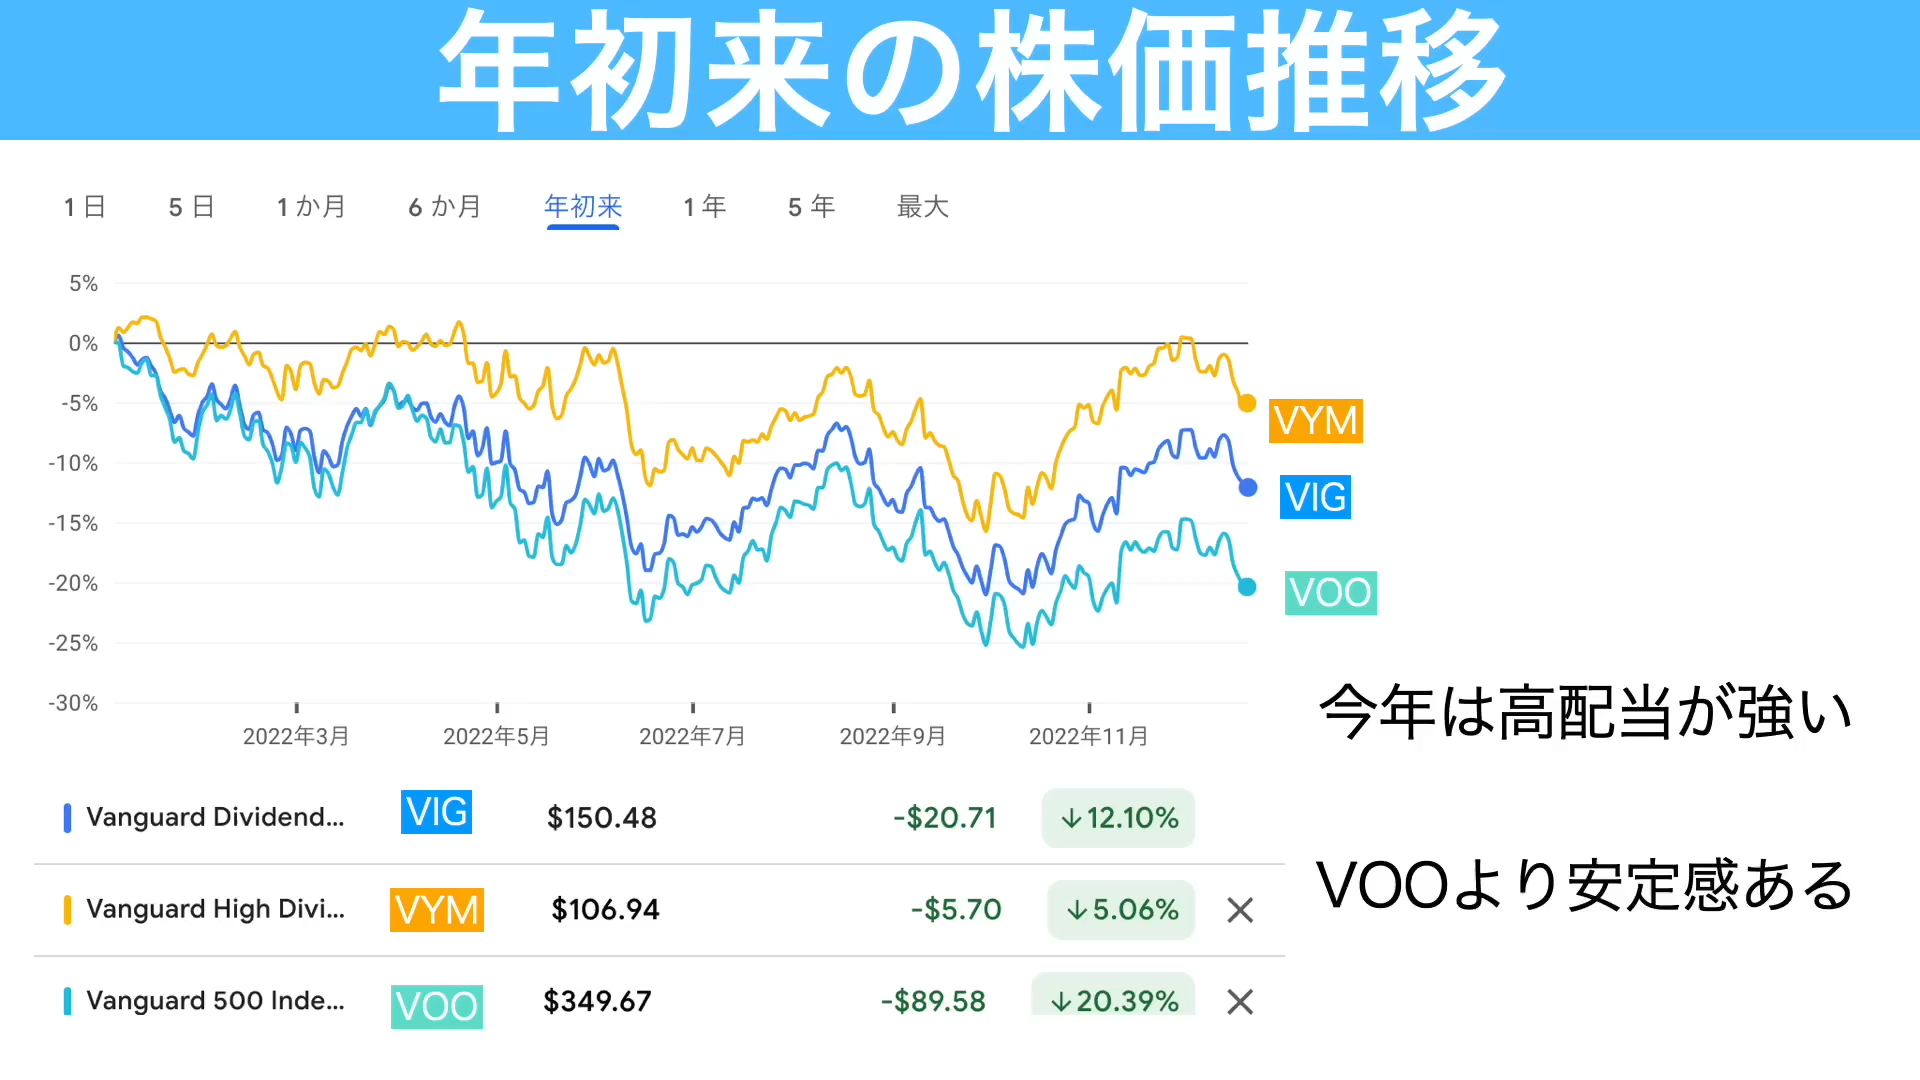 年初来の株価推移
1日 5日 1か月 6か月 年初来 1年 5年 最大
5%
0%
-5%
-10%
-15%
-20%
-25%
-30%
VYM
VIG
VOO
2022年3月 2022年5月 2022年7月 2022年9月 2022年11月
今年は高配当が強い
VOOより安定感ある
Vanguard Dividend... VIG $150.48 -$20.71 ↓12.10%
Vanguard High Divi... VYM $106.94 -$5.70 ↓5.06% ×
Vanguard 500 Inde... VOO $349.67 -$89.58 ↓20.39% ×